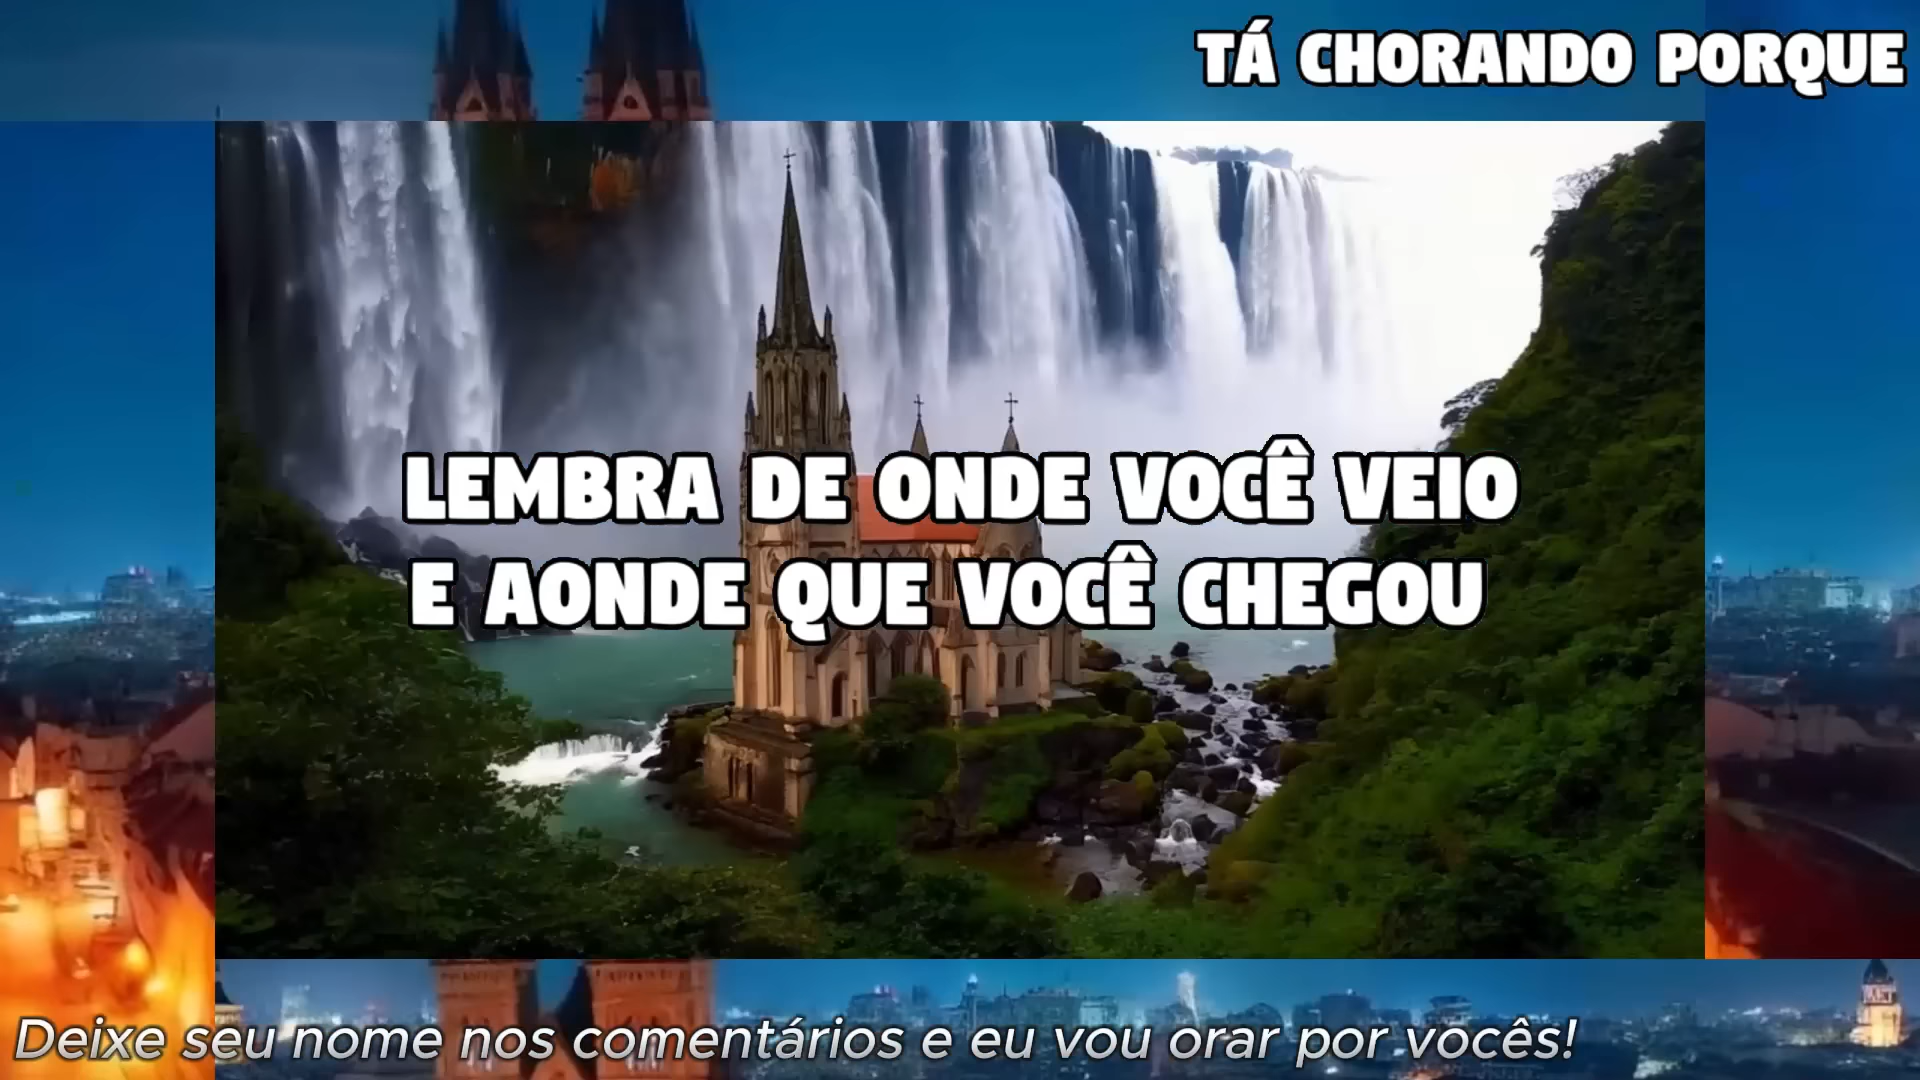 TÁ CHORANDO PORQUE
LEMBRA DE ONDE VOCÊ VEIO
E AONDE QUE VOCÊ CHEGOU
Deixe seu nome nos comentários e eu vou orar por vocês!